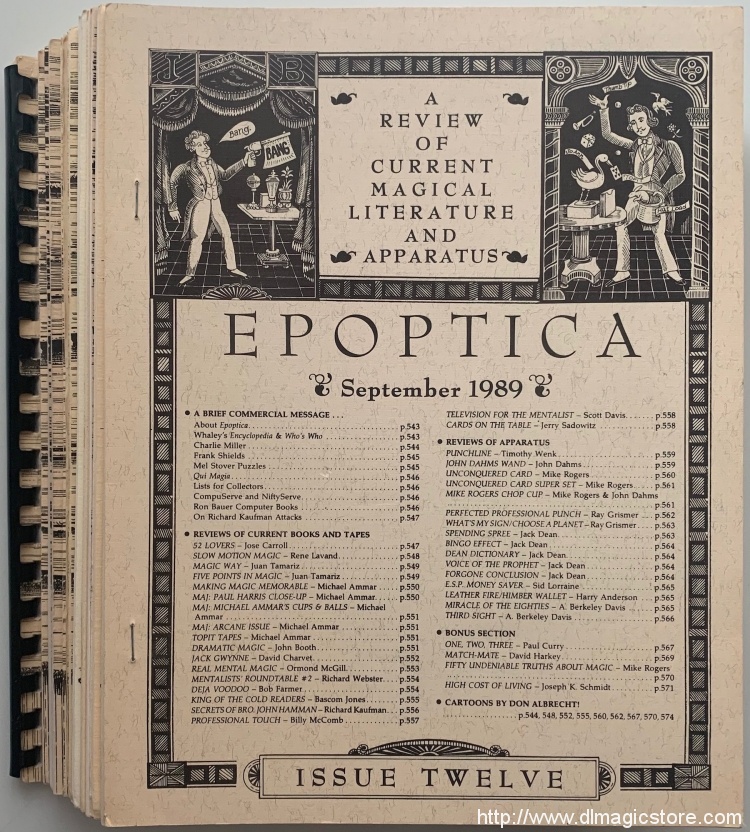 I B
Bang.
BANG
A
REVIEW
OF
CURRENT
MAGICAL
LITERATURE
AND
APPARATUS
EPOPTICA
September 1989
● A BRIEF COMMERCIAL MESSAGE . . .
About Epoptica. . . . . . . . . . p.543
Whaley's Encyclopedia & Who's Who . . . . . . . . . . p.543
Charlie Miller . . . . . . . . . . p.544
Frank Shields . . . . . . . . . . p.545
Mel Stover Puzzles . . . . . . . . . . p.545
Qui Magia . . . . . . . . . . p.546
Lists for Collectors . . . . . . . . . . p.546
CompuServe and NiftyServe. . . . . . . . . . p.546
Ron Bauer Computer Books . . . . . . . . . . p.546
On Richard Kaufman Attacks . . . . . . . . . . p.547
● REVIEWS OF CURRENT BOOKS AND TAPES
52 LOVERS – Jose Carroll . . . . . . . . . . p.547
SLOW MOTION MAGIC – Rene Lavand . . . . . . . . . . p.548
MAGIC WAY – Juan Tamariz . . . . . . . . . . p.549
FIVE POINTS IN MAGIC – Juan Tamariz . . . . . . . . . . p.549
MAKING MAGIC MEMORABLE – Michael Ammar . . . . . p.550
MAJ: PAUL HARRIS CLOSE-UP – Michael Ammar. . . . . p.550
MAJ: MICHAEL AMMAR'S CUPS & BALLS – Michael
Ammar . . . . . . . . . . p.551
MAJ: ARCANE ISSUE – Michael Ammar . . . . . . . . . . p.551
TOPIT TAPES – Michael Ammar . . . . . . . . . . p.551
DRAMATIC MAGIC – John Booth . . . . . . . . . . p.551
JACK GWYNNE – David Charvet . . . . . . . . . . p.552
REAL MENTAL MAGIC – Ormond McGill. . . . . . . . . . p.553
MENTALISTS' ROUNDTABLE #2 – Richard Webster. . . . . p.554
DEJA VOODOO – Bob Farmer . . . . . . . . . . p.554
KING OF THE COLD READERS – Bascom Jones . . . . . p.555
SECRETS OF BRO. JOHN HAMMAN – Richard Kaufman. . . p.556
PROFESSIONAL TOUCH – Billy McComb . . . . . . . . . . p.557
TELEVISION FOR THE MENTALIST – Scott Davis. . . . . p.558
CARDS ON THE TABLE – Jerry Sadowitz . . . . . . . . . . p.558
● REVIEWS OF APPARATUS
PUNCHLINE – Timothy Wenk . . . . . . . . . . p.559
JOHN DAHMS WAND – John Dahms . . . . . . . . . . p.559
UNCONQUERED CARD – Mike Rogers . . . . . . . . . . p.560
UNCONQUERED CARD SUPER SET – Mike Rogers. . . . . p.561
MIKE ROGERS CHOP CUP – Mike Rogers & John Dahms
. . . . . . . . . . p.561
PERFECTED PROFESSIONAL PUNCH – Ray Grismer . . . p.562
WHAT'S MY SIGN/CHOOSE A PLANET – Ray Grismer . . . p.563
SPENDING SPREE – Jack Dean. . . . . . . . . . p.563
BINGO EFFECT – Jack Dean . . . . . . . . . . p.564
DEAN DICTIONARY – Jack Dean . . . . . . . . . . p.564
VOICE OF THE PROPHET – Jack Dean . . . . . . . . . . p.564
FORGONE CONCLUSION – Jack Dean . . . . . . . . . . p.564
E.S.P. MONEY SAVER – Sid Lorraine . . . . . . . . . . p.565
LEATHER FIRE/HIMBER WALLET – Harry Anderson . . . p.565
MIRACLE OF THE EIGHTIES – A. Berkeley Davis . . . . . p.565
THIRD SIGHT – A. Berkeley Davis . . . . . . . . . . p.566
● BONUS SECTION
ONE, TWO, THREE – Paul Curry . . . . . . . . . . p.567
MATCH-MATE – David Harkey . . . . . . . . . . p.569
FIFTY UNDENIABLE TRUTHS ABOUT MAGIC – Mike Rogers
. . . . . . . . . . p.570
HIGH COST OF LIVING – Joseph K. Schmidt . . . . . . . . . . p.571
● CARTOONS BY DON ALBRECHT!
. . . . . . . . . . p.544, 548, 552, 555, 560, 562, 567, 570, 574
ISSUE TWELVE
http://www.dlmagicstore.com